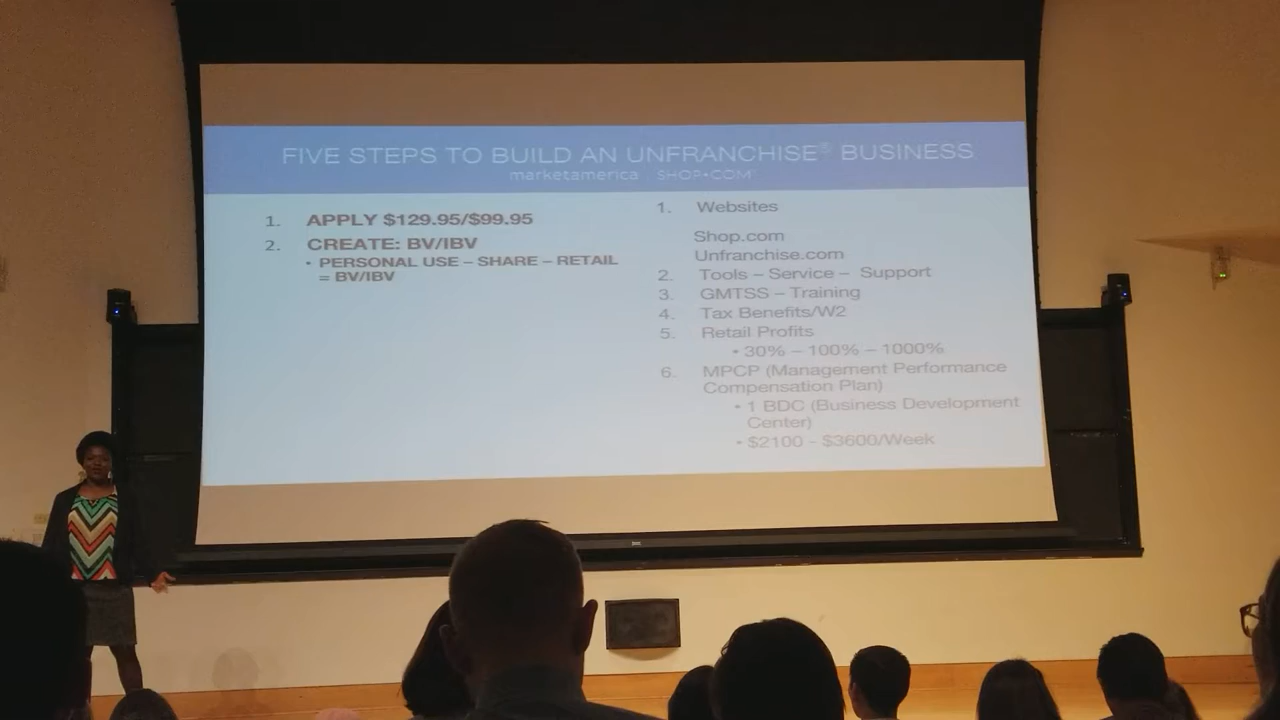 FIVE STEPS TO BUILD AN UNFRANCHISE® BUSINESS
marketamerica SHOP•COM
1. APPLY $129.95/$99.95
2. CREATE: BV/IBV
• PERSONAL USE – SHARE – RETAIL
= BV/IBV
1. Websites
Shop.com
Unfranchise.com
2. Tools – Service – Support
3. GMTSS – Training
4. Tax Benefits/W2
5. Retail Profits
• 30% – 100% – 1000%
6. MPCP (Management Performance
Compensation Plan)
• 1 BDC (Business Development
Center)
• $2100 - $3600/Week